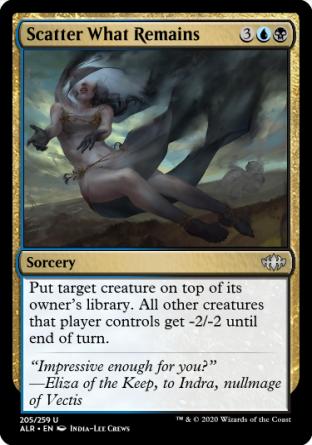 Scatter What Remains 3
Sorcery
Put target creature on top of its
owner's library. All other creatures
that player controls get -2/-2 until
end of turn.
"Impressive enough for you?"
—Eliza of the Keep, to Indra, nullmage
of Vectis
205/259 U
ALR • EN India-Lee Crews
™ & © 2020 Wizards of the Coast